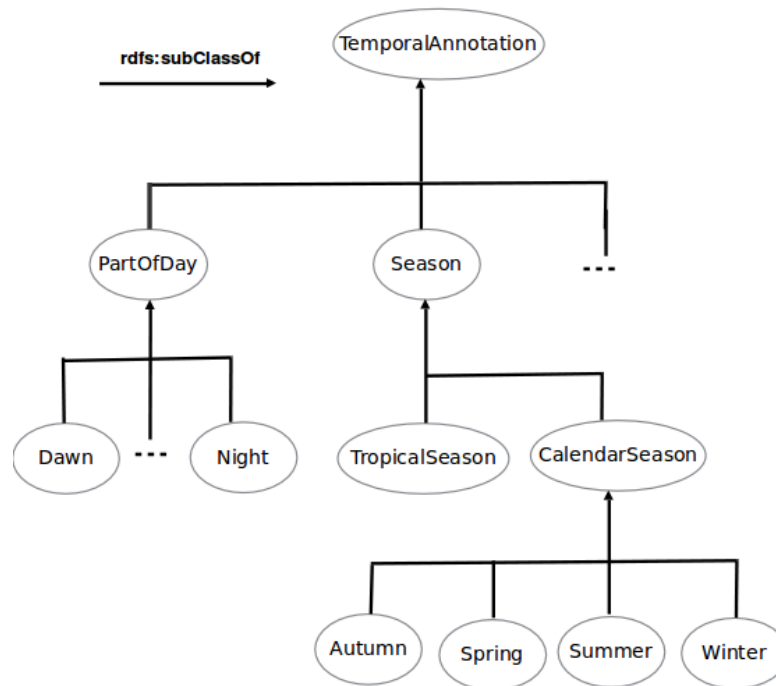 TemporalAnnotation
rdfs:subClassOf
PartOfDay
Season
---
Dawn
---
Night
TropicalSeason
CalendarSeason
Autumn
Spring
Summer
Winter